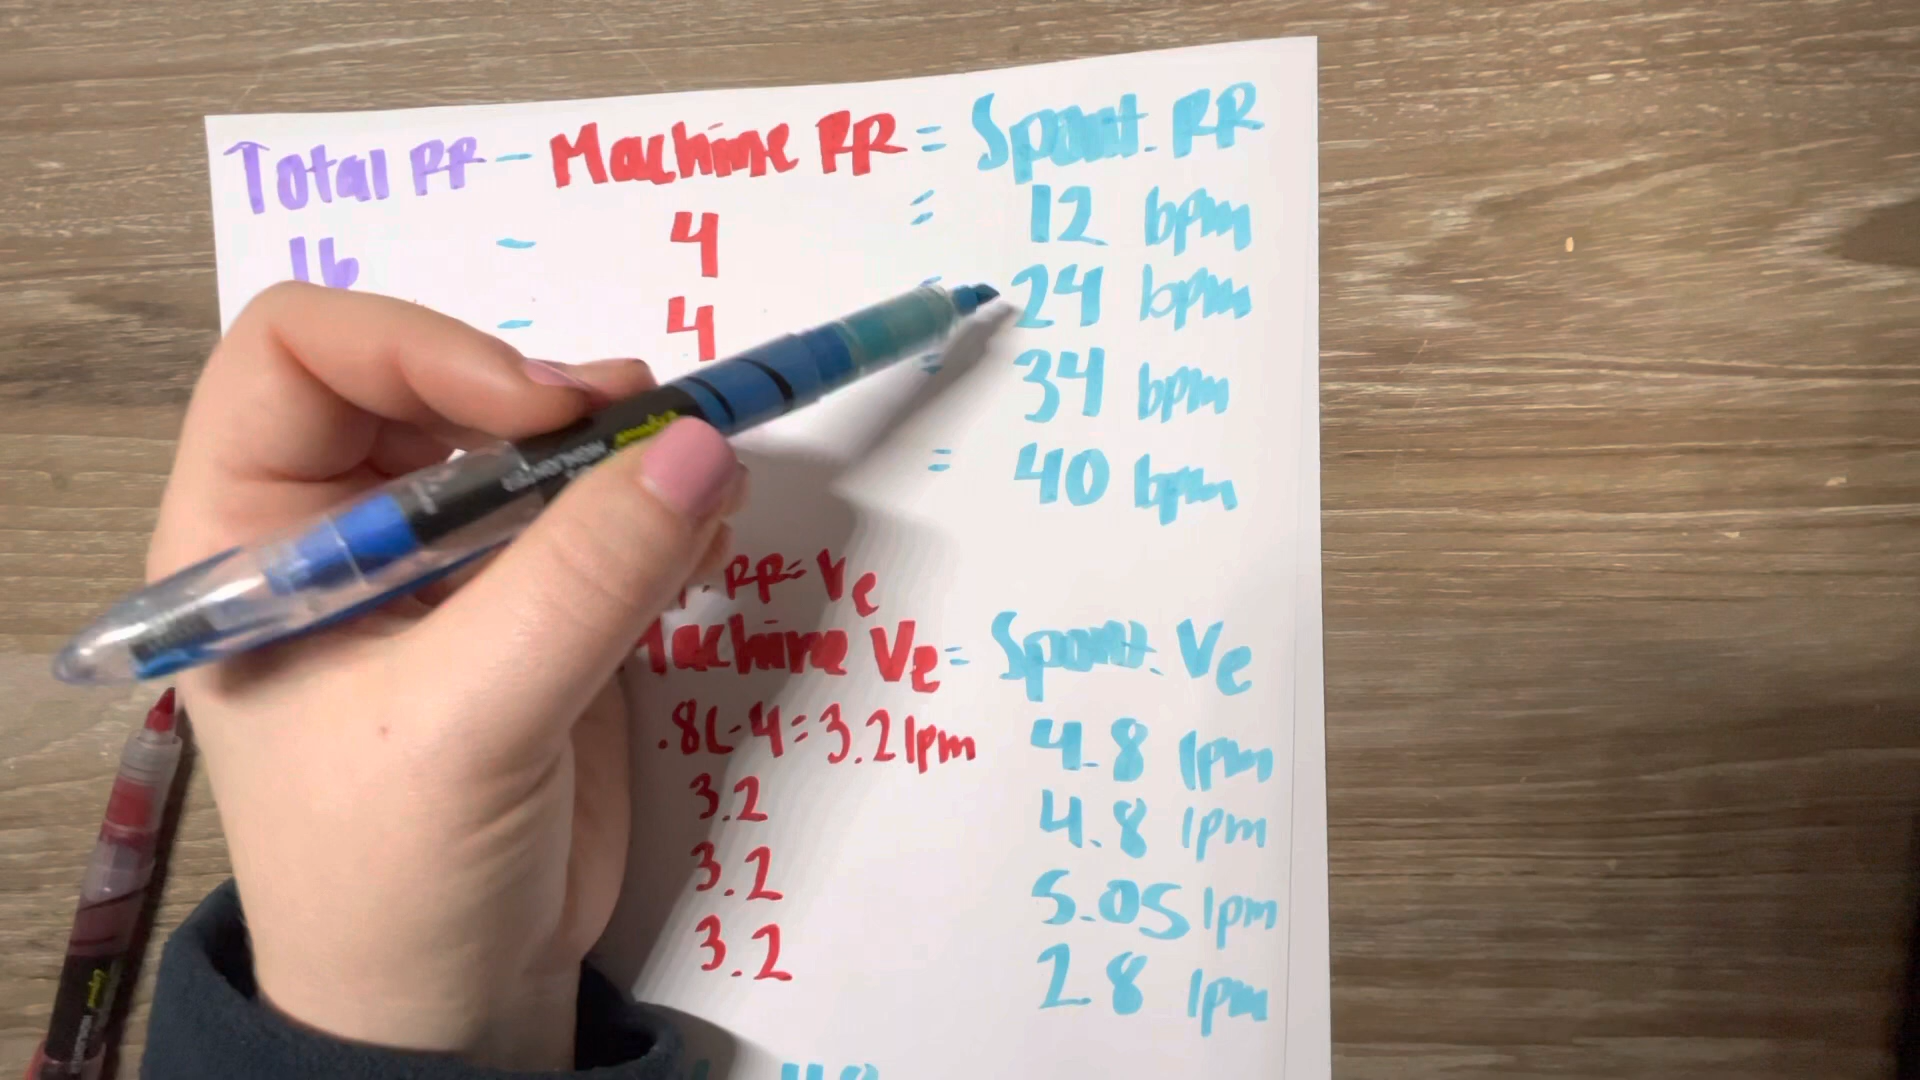 Total RR - Machine RR = Spont. RR
16 - 4 = 12 bpm
- 4 = 24 bpm
= 34 bpm
= 40 bpm
RR = Ve
Machine Ve = Spont. Ve
.8L · 4 = 3.2 lpm 4.8 lpm
3.2 4.8 lpm
3.2 5.05 lpm
3.2 2.8 lpm